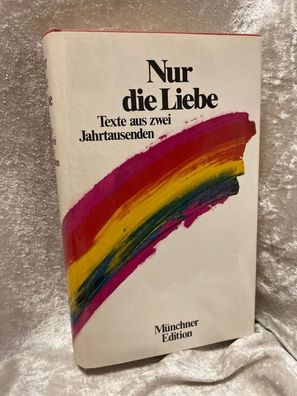 Nur
die Liebe
Texte aus zwei
Jahrtausenden
Münchner
Edition